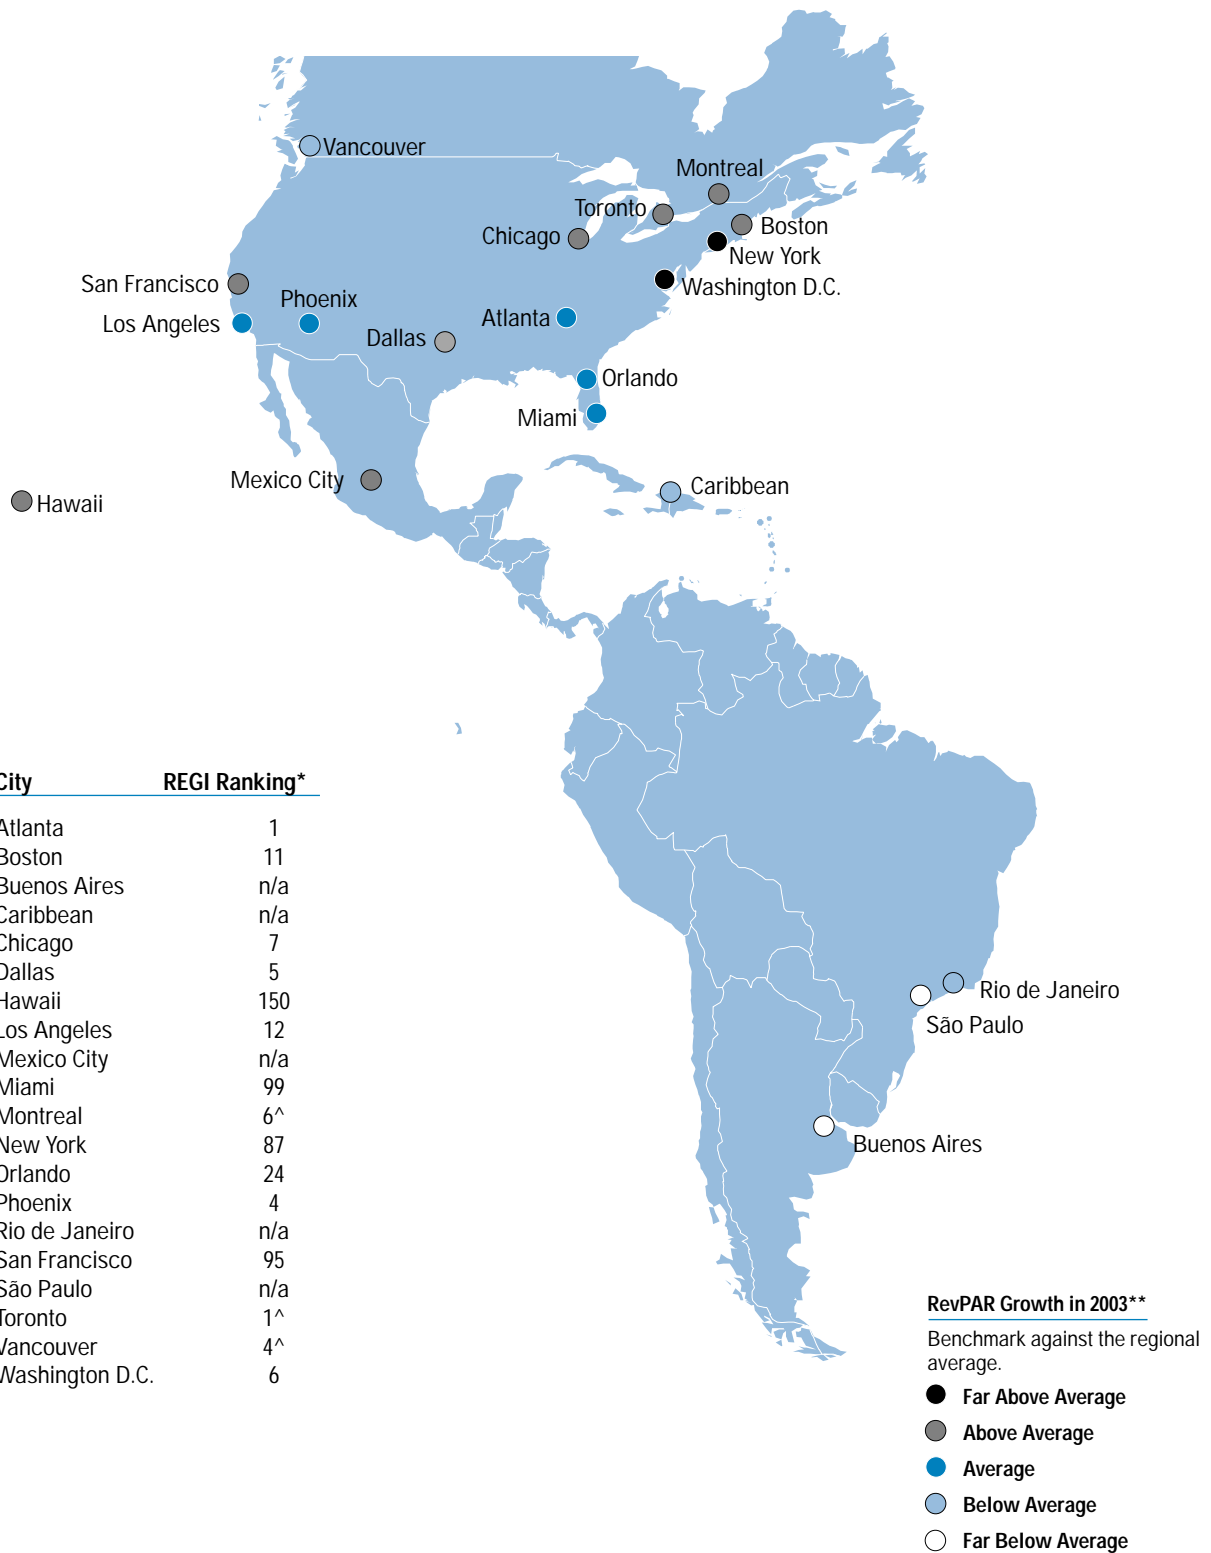 Vancouver
Montreal
Toronto
Boston
Chicago
New York
San Francisco
Washington D.C.
Phoenix
Los Angeles
Atlanta
Dallas
Orlando
Miami
Mexico City
Caribbean
Hawaii
City REGI Ranking*
Atlanta 1
Boston 11
Buenos Aires n/a
Caribbean n/a
Chicago 7
Dallas 5
Hawaii 150
Los Angeles 12
Mexico City n/a
Miami 99
Montreal 6^
New York 87
Orlando 24
Phoenix 4
Rio de Janeiro n/a
San Francisco 95
São Paulo n/a
Toronto 1^
Vancouver 4^
Washington D.C. 6
Rio de Janeiro
São Paulo
Buenos Aires
RevPAR Growth in 2003**
Benchmark against the regional
average.
Far Above Average
Above Average
Average
Below Average
Far Below Average